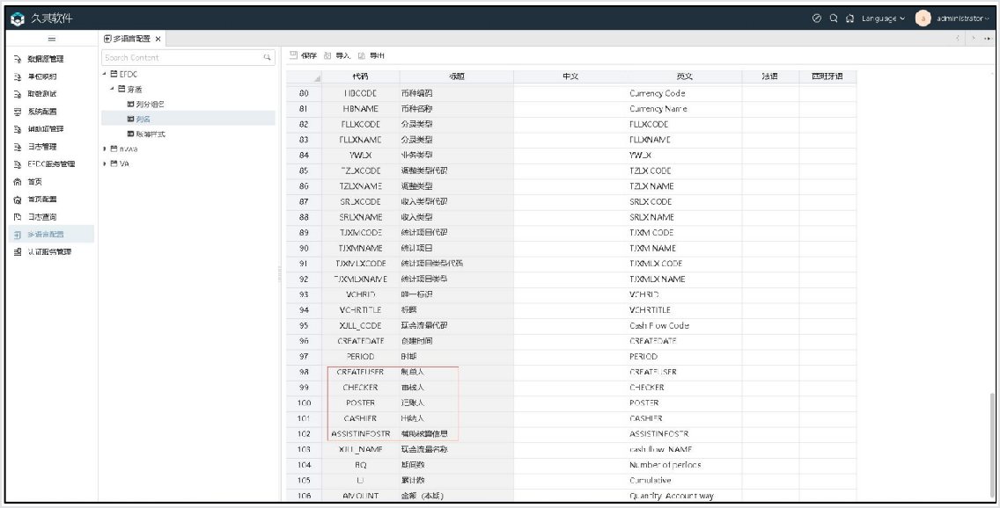 久其软件
Language
a
administrator
多语言配置 ×
数据源管理
单位映射
取数测试
系统配置
辅助项管理
日志管理
EFDC服务管理
首页
首页配置
日志查询
多语言配置
认证服务管理
Search Content
EFDC
穿透
列分组名
列名
账簿样式
nvwa
VA
保存 导入 导出
代码 标题 中文 英文 法语 西班牙语
80 HBCODE 币种编码 Currency Code
81 HBNAME 币种名称 Currency Name
82 FLLXCODE 分录类型 FLLXCODE
83 FLLXNAME 分录类型 FLLXNAME
84 YWLX 业务类型 YWLX
85 TZLXCODE 调整类型代码 TZLX CODE
86 TZLXNAME 调整类型 TZLX NAME
87 SRLXCODE 收入类型代码 SRLX CODE
88 SRLXNAME 收入类型 SRLX NAME
89 TJXMCODE 统计项目代码 TJXM CODE
90 TJXMNAME 统计项目 TJXM NAME
91 TJXMLXCODE 统计项目类型代码 TJXMLX CODE
92 TJXMLXNAME 统计项目类型 TJXMLX NAME
93 VCHRID 唯一标识 VCHRID
94 VCHRTITLE 标题 VCHRTITLE
95 XJLL_CODE 现金流量代码 Cash Flow Code
96 CREATEDATE 创建时间 CREATEDATE
97 PERIOD 时期 PERIOD
98 CREATEUSER 制单人 CREATEUSER
99 CHECKER 审核人 CHECKER
100 POSTER 记账人 POSTER
101 CASHIER 出纳人 CASHIER
102 ASSISTINFOSTR 辅助核算信息 ASSISTINFOSTR
103 XJLL_NAME 现金流量名称 cash flow NAME
104 BQ 期间数 Number of periods
105 LJ 累计数 Cumulative
106 AMOUNT 金额（本期） Quantity Account way